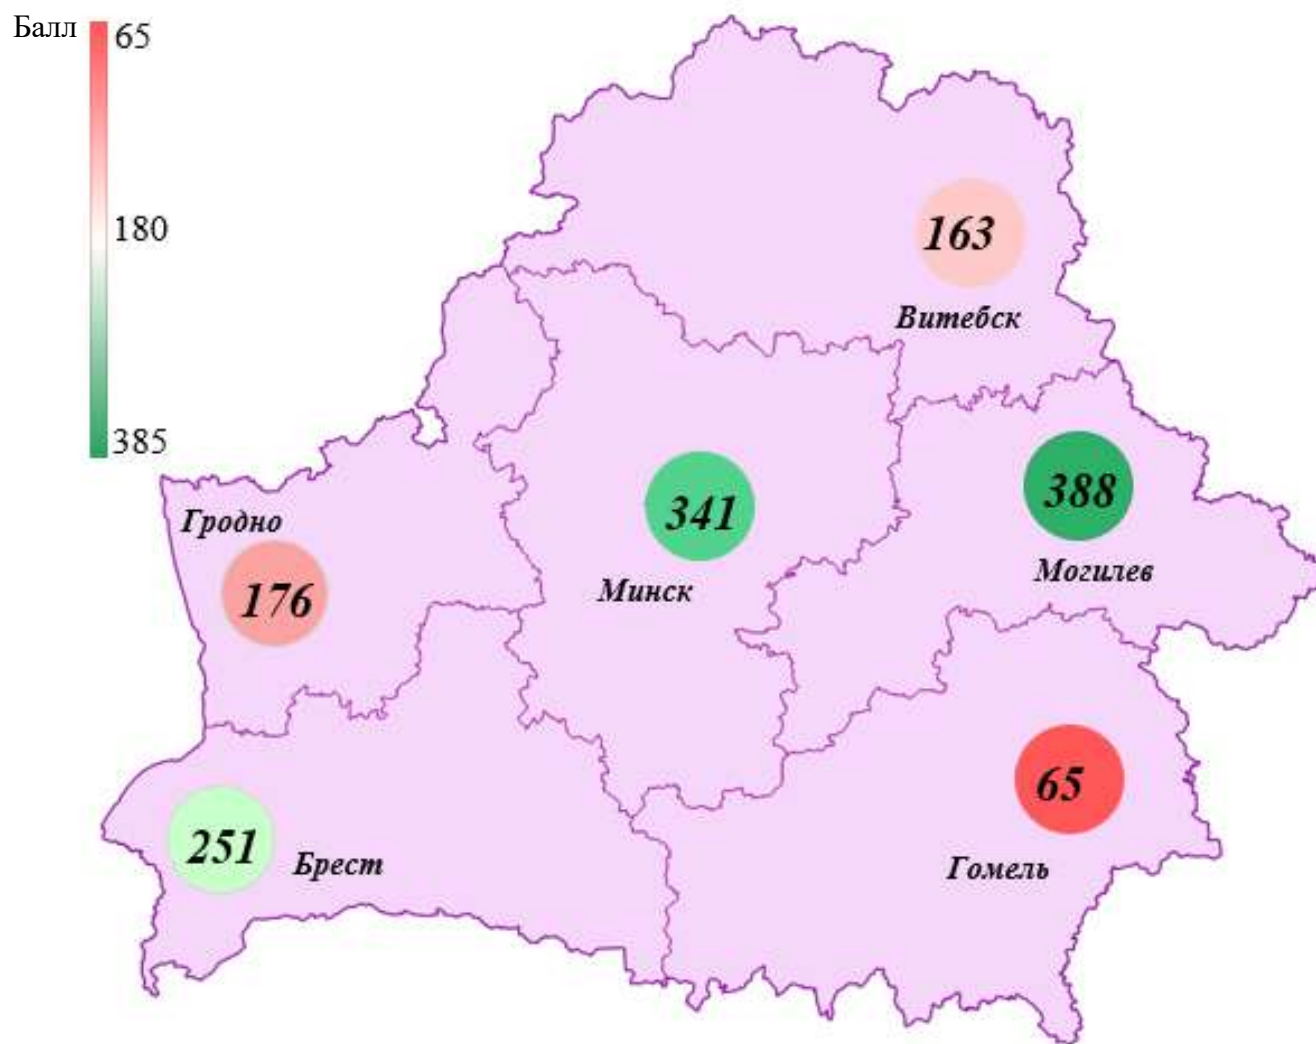 Балл
65
180
385
163
Витебск
388
Могилев
341
Минск
Гродно
176
251
Брест
65
Гомель